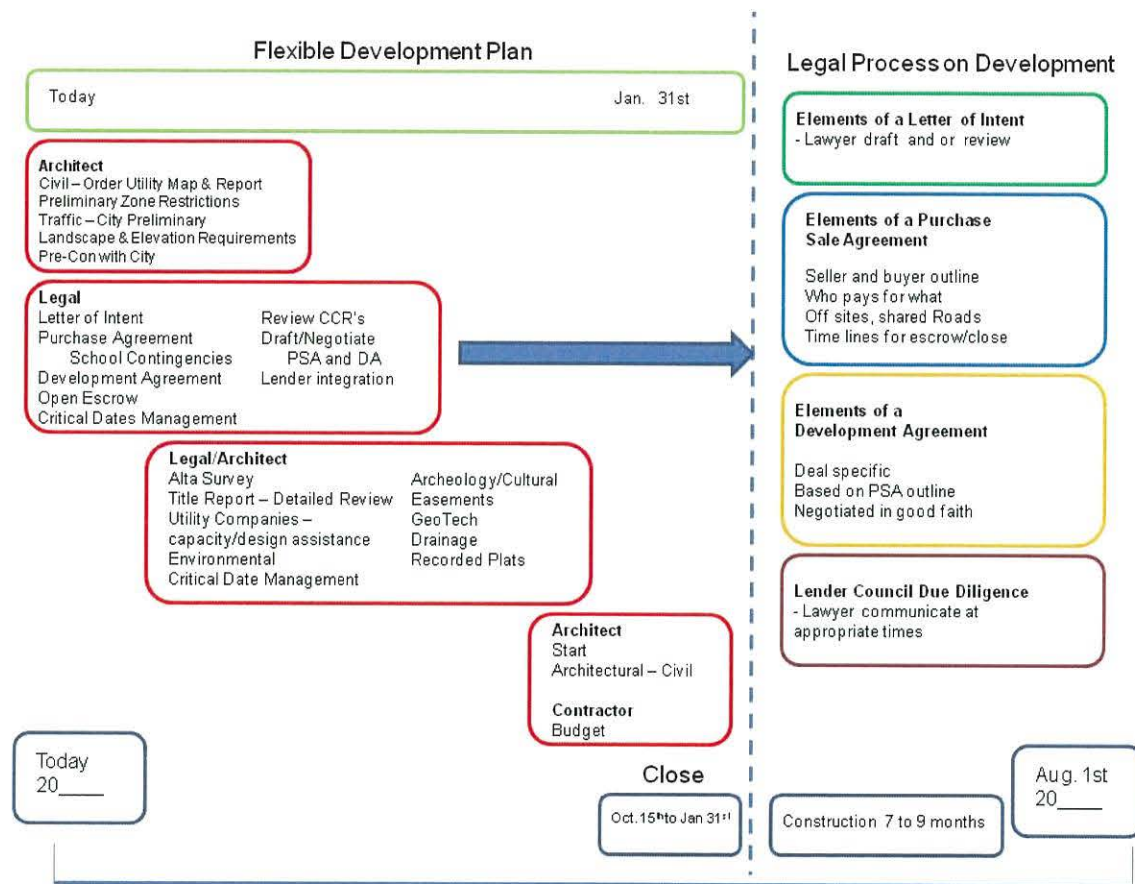 Flexible Development Plan
Today Jan. 31st
Architect
Civil – Order Utility Map & Report
Preliminary Zone Restrictions
Traffic – City Preliminary
Landscape & Elevation Requirements
Pre-Con with City
Legal
Letter of Intent
Purchase Agreement
School Contingencies
Development Agreement
Open Escrow
Critical Dates Management
Review CCR's
Draft/Negotiate
PSA and DA
Lender integration
Legal/Architect
Alta Survey
Title Report – Detailed Review
Utility Companies –
capacity/design assistance
Environmental
Critical Date Management
Archeology/Cultural
Easements
GeoTech
Drainage
Recorded Plats
Architect
Start
Architectural – Civil
Contractor
Budget
Today
20____
Close
Oct. 15th to Jan 31st
Legal Process on Development
Elements of a Letter of Intent
- Lawyer draft and or review
Elements of a Purchase
Sale Agreement
Seller and buyer outline
Who pays for what
Off sites, shared Roads
Time lines for escrow/close
Elements of a
Development Agreement
Deal specific
Based on PSA outline
Negotiated in good faith
Lender Council Due Diligence
- Lawyer communicate at
appropriate times
Construction 7 to 9 months
Aug. 1st
20____